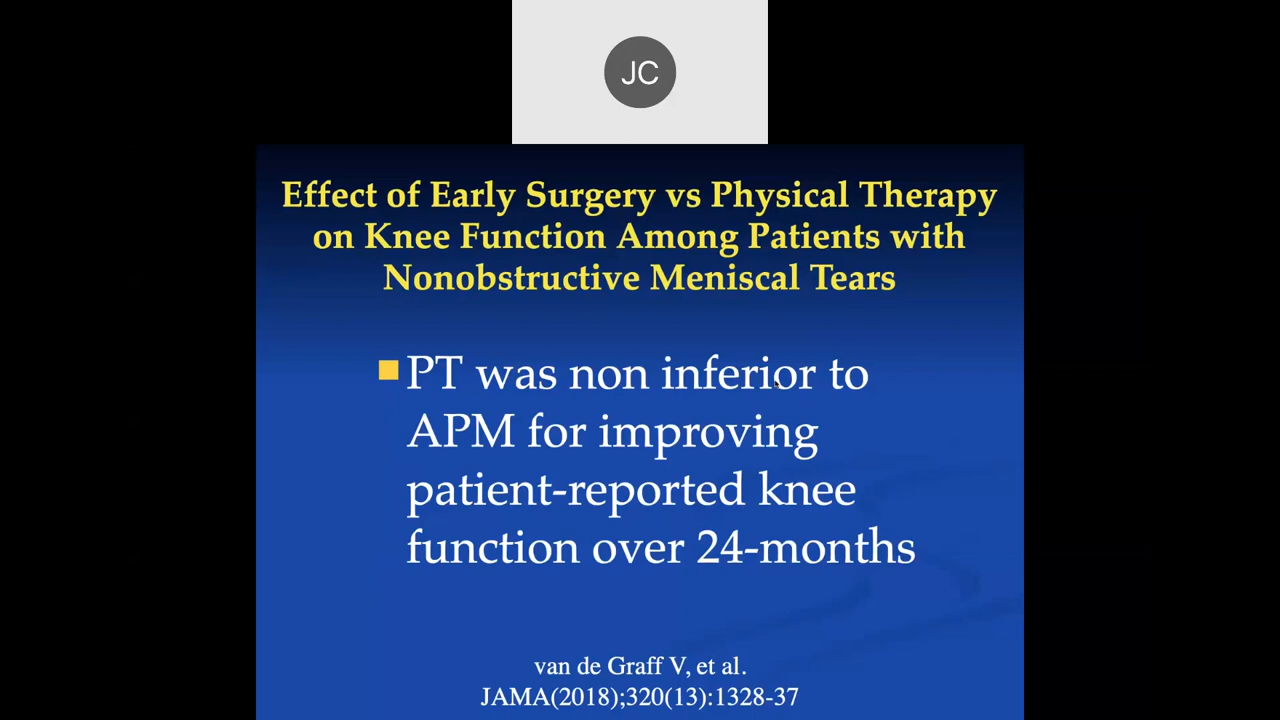 JC
Effect of Early Surgery vs Physical Therapy
on Knee Function Among Patients with
Nonobstructive Meniscal Tears
PT was non inferior to
APM for improving
patient-reported knee
function over 24-months
van de Graff V, et al.
JAMA(2018);320(13):1328-37